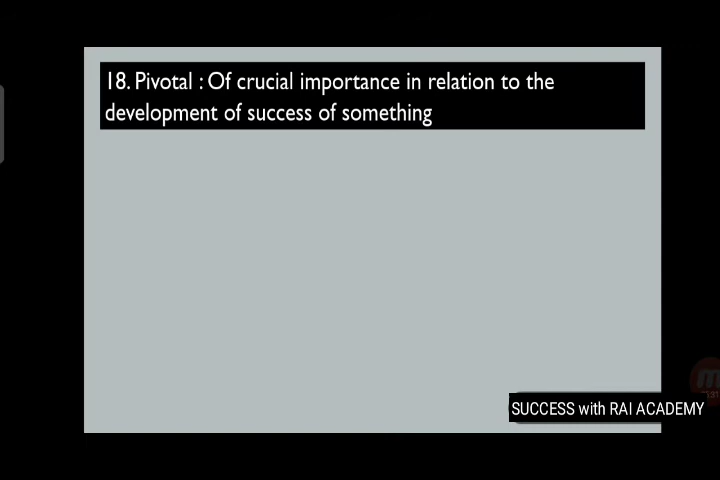 18. Pivotal : Of crucial importance in relation to the
development of success of something
SUCCESS with RAI ACADEMY